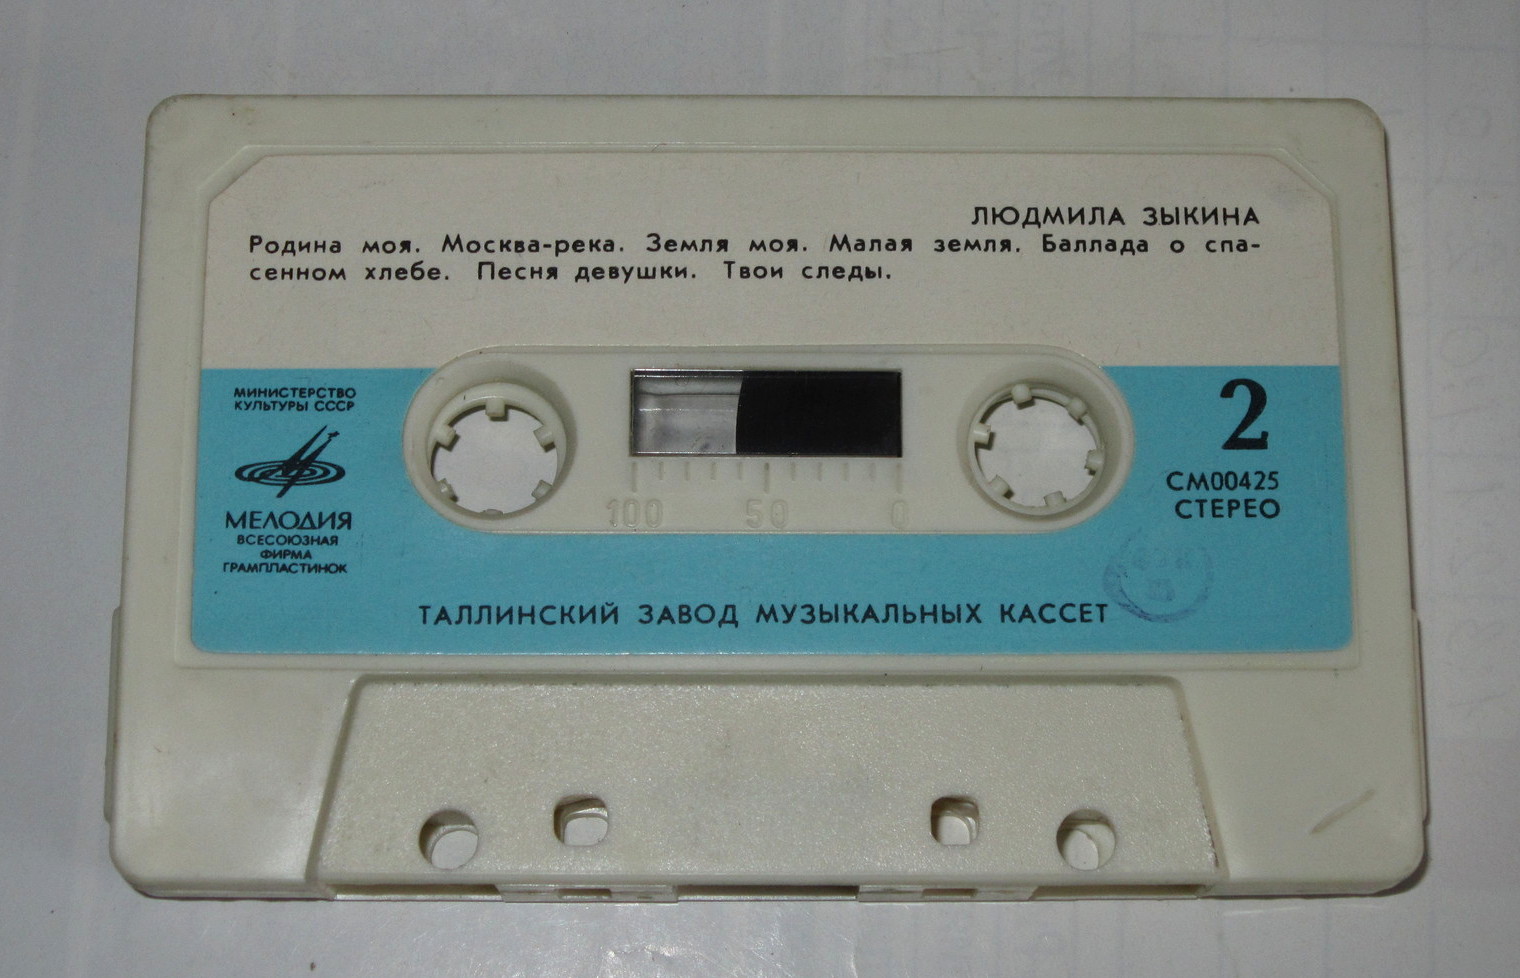 ЛЮДМИЛА ЗЫКИНА
Родина моя. Москва-река. Земля моя. Малая земля. Баллада о спа-
сенном хлебе. Песня девушки. Твои следы.
МИНИСТЕРСТВО
КУЛЬТУРЫ СССР
МЕЛОДИЯ
ВСЕСОЮЗНАЯ
ФИРМА
ГРАМПЛАСТИНОК
2
СМ00425
СТЕРЕО
100 50 0
ТАЛЛИНСКИЙ ЗАВОД МУЗЫКАЛЬНЫХ КАССЕТ